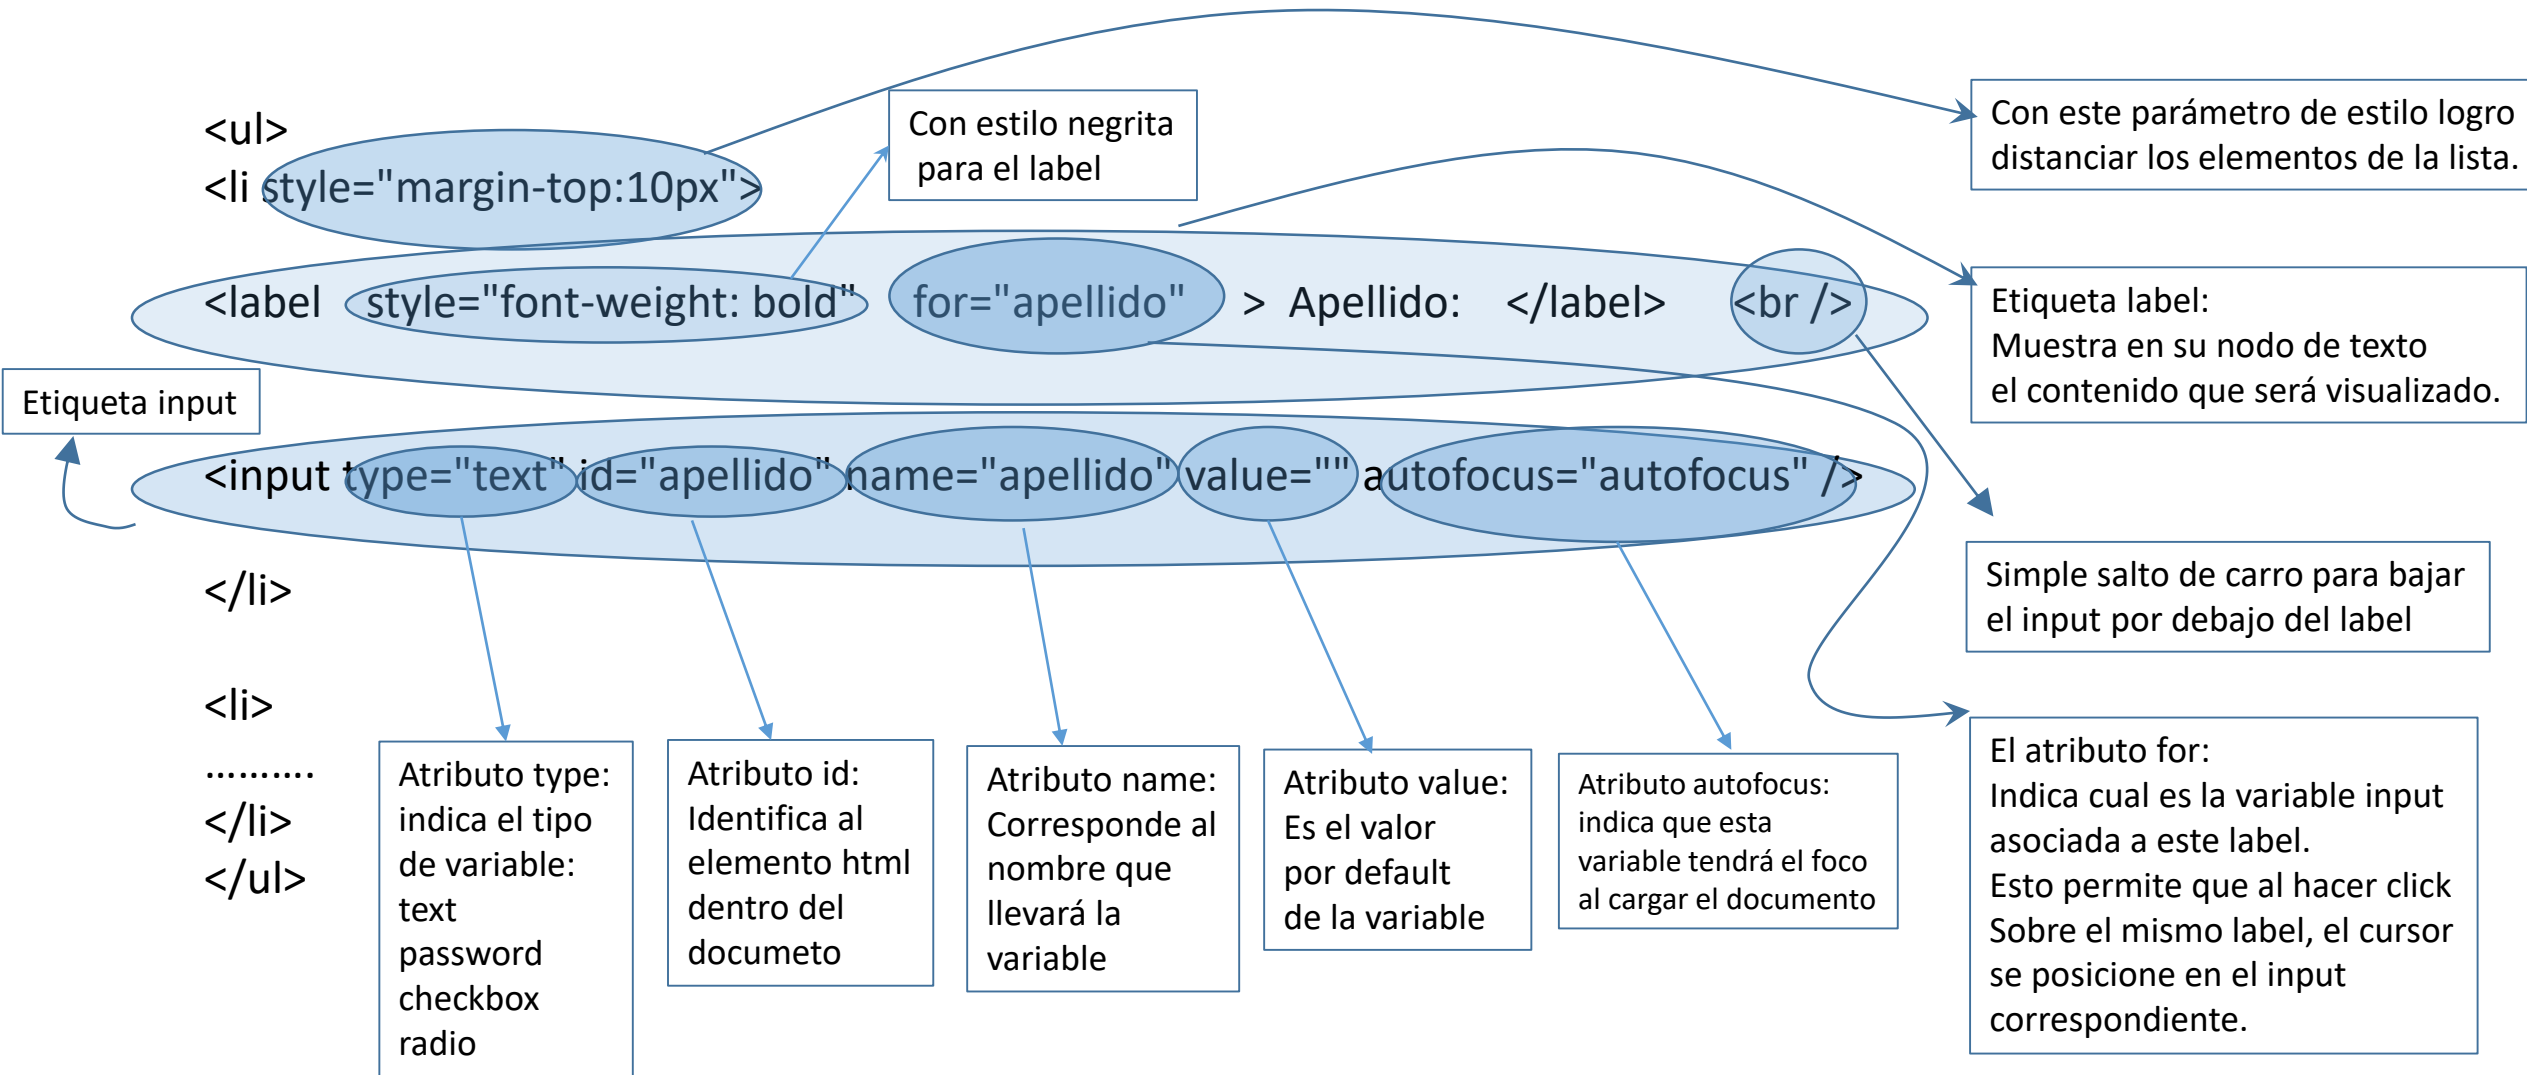 <ul>
<li style="margin-top:10px">
Con estilo negrita
para el label
Con este parámetro de estilo logro
distanciar los elementos de la lista.
<label style="font-weight: bold" for="apellido" > Apellido: </label> <br />
Etiqueta label:
Muestra en su nodo de texto
el contenido que será visualizado.
Etiqueta input
<input type="text" id="apellido" name="apellido" value="" autofocus="autofocus" />
</li>
Simple salto de carro para bajar
el input por debajo del label
<li>
……….
</li>
</ul>
Atributo type:
indica el tipo
de variable:
text
password
checkbox
radio
Atributo id:
Identifica al
elemento html
dentro del
documeto
Atributo name:
Corresponde al
nombre que
llevará la
variable
Atributo value:
Es el valor
por default
de la variable
Atributo autofocus:
indica que esta
variable tendrá el foco
al cargar el documento
El atributo for:
Indica cual es la variable input
asociada a este label.
Esto permite que al hacer click
Sobre el mismo label, el cursor
se posicione en el input
correspondiente.